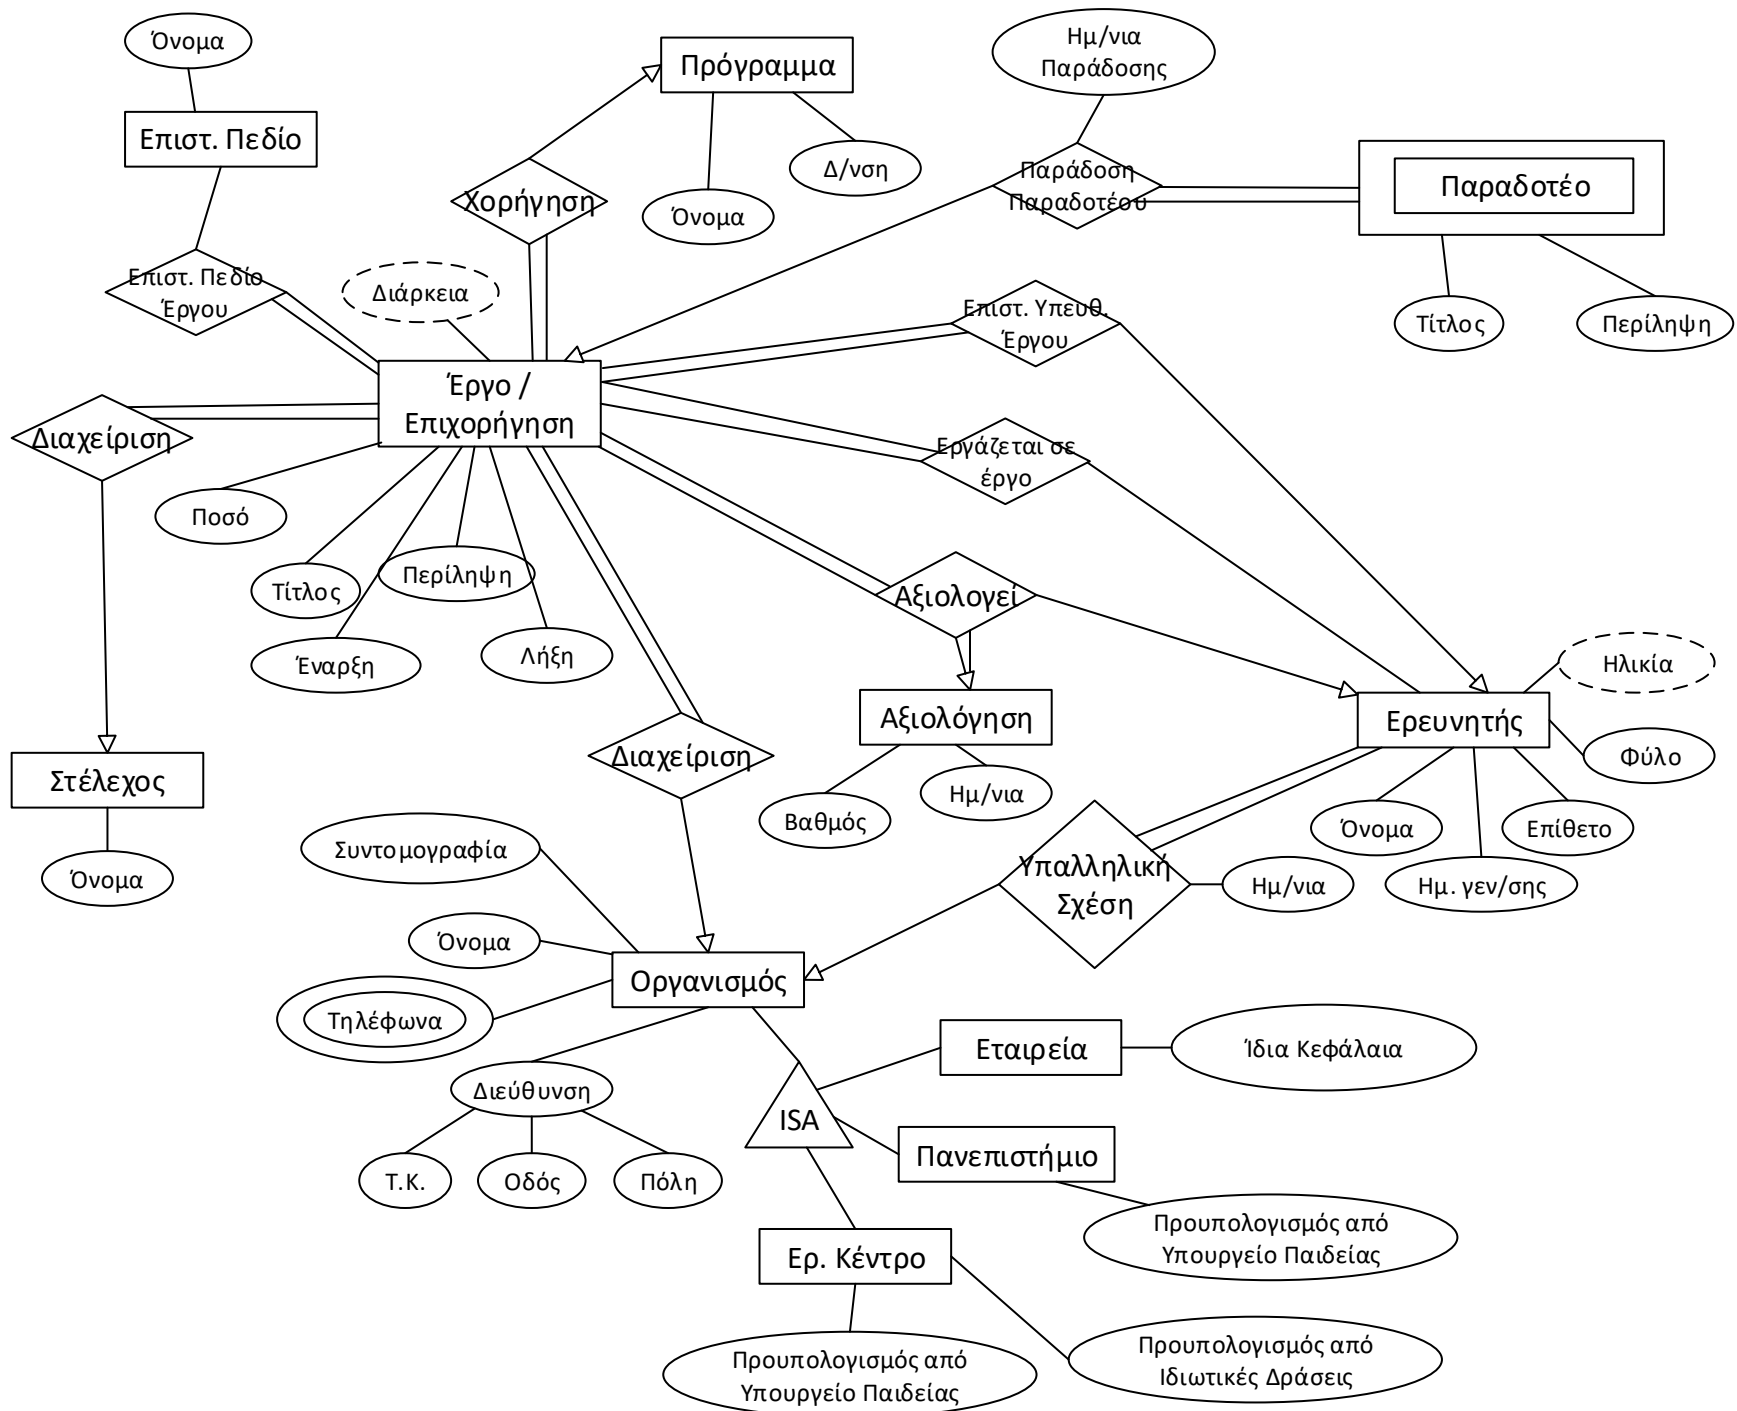 Όνομα
Πρόγραμμα
Ημ/νια
Παράδοσης
Επιστ. Πεδίο
Δ/νση
Όνομα
Χορήγηση
Παράδοση
Παραδοτέου
Παραδοτέο
Επιστ. Πεδίο
Έργου
Διάρκεια
Επιστ. Υπευθ.
Έργου
Τίτλος
Περίληψη
Έργο /
Επιχορήγηση
Διαχείριση
Εργάζεται σε
έργο
Ποσό
Τίτλος
Περίληψη
Αξιολογεί
Έναρξη
Λήξη
Ηλικία
Αξιολόγηση
Ερευνητής
Φύλο
Στέλεχος
Διαχείριση
Βαθμός
Ημ/νια
Όνομα
Επίθετο
Συντομογραφία
Όνομα
Υπαλληλική
Σχέση
Ημ/νια
Ημ. γεν/σης
Όνομα
Οργανισμός
Τηλέφωνα
Εταιρεία
Ίδια Κεφάλαια
Διεύθυνση
ISA
Πανεπιστήμιο
Τ.Κ.
Οδός
Πόλη
Προυπολογισμός από
Υπουργείο Παιδείας
Ερ. Κέντρο
Προυπολογισμός από
Υπουργείο Παιδείας
Προυπολογισμός από
Ιδιωτικές Δράσεις